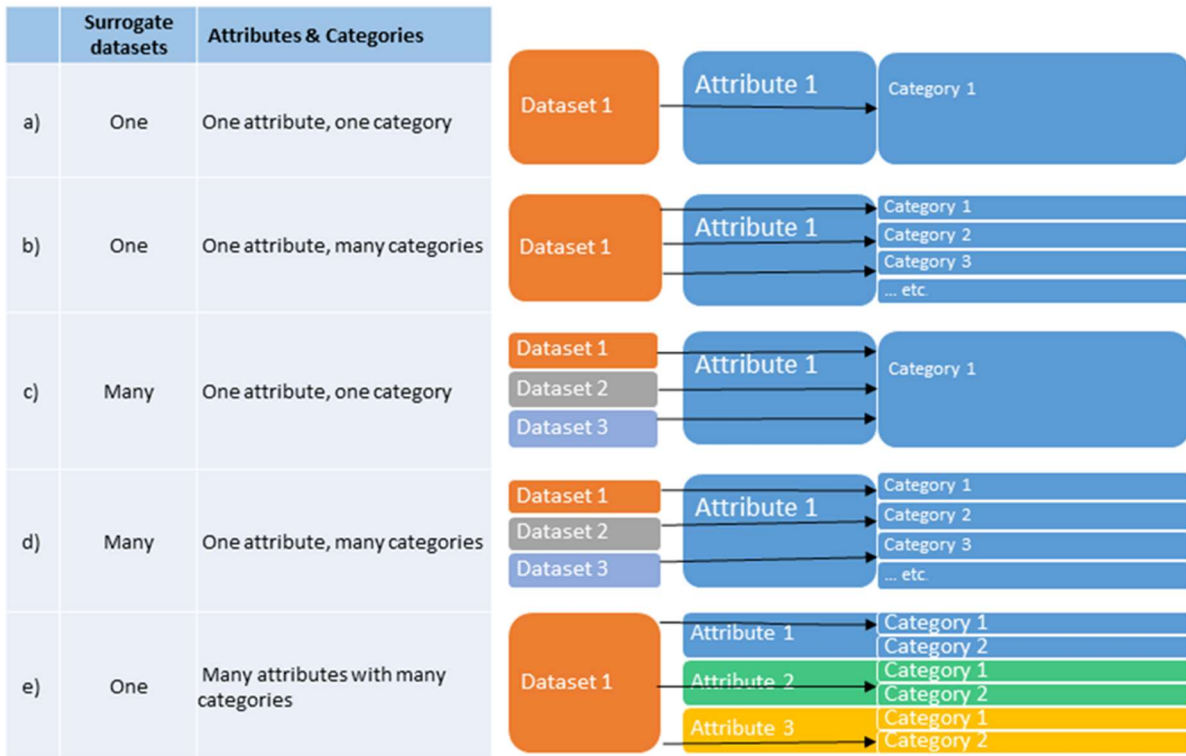 Surrogate
datasets
Attributes & Categories
a)
One
One attribute, one category
Dataset 1
Attribute 1
Category 1
b)
One
One attribute, many categories
Dataset 1
Attribute 1
Category 1
Category 2
Category 3
... etc.
c)
Many
One attribute, one category
Dataset 1
Dataset 2
Dataset 3
Attribute 1
Category 1
d)
Many
One attribute, many categories
Dataset 1
Dataset 2
Dataset 3
Attribute 1
Category 1
Category 2
Category 3
... etc.
e)
One
Many attributes with many
categories
Dataset 1
Attribute 1
Category 1
Category 2
Attribute 2
Category 1
Category 2
Attribute 3
Category 1
Category 2